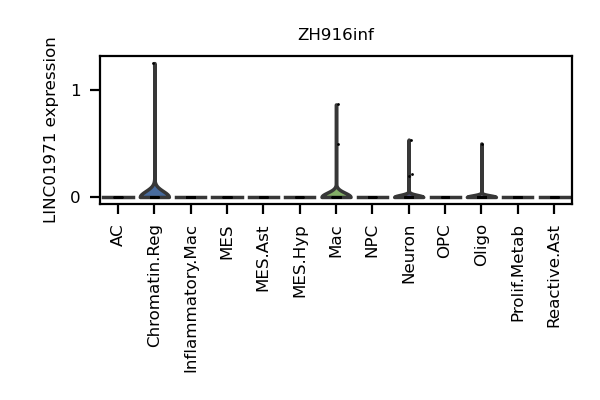 ZH916inf
LINC01971 expression
1
0
AC
Chromatin.Reg
Inflammatory.Mac
MES
MES.Ast
MES.Hyp
Mac
NPC
Neuron
OPC
Oligo
Prolif.Metab
Reactive.Ast